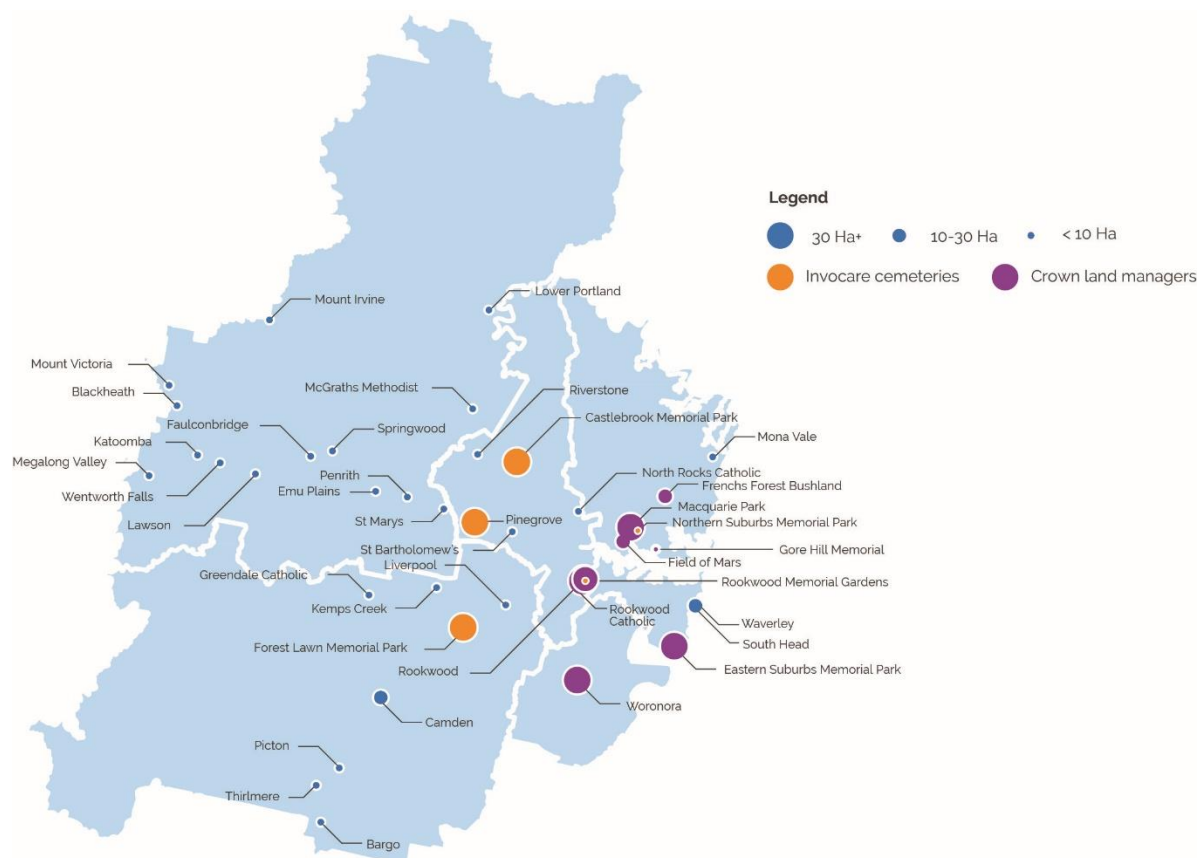 Legend
30 Ha+
10-30 Ha
< 10 Ha
Invocare cemeteries
Crown land managers
Mount Irvine
Lower Portland
Mount Victoria
Blackheath
McGraths Methodist
Riverstone
Castlebrook Memorial Park
Faulconbridge
Springwood
Mona Vale
Katoomba
Megalong Valley
Wentworth Falls
Lawson
Penrith
Emu Plains
St Marys
North Rocks Catholic
Frenchs Forest Bushland
Macquarie Park
Northern Suburbs Memorial Park
Pinegrove
St Bartholomew's
Gore Hill Memorial
Field of Mars
Liverpool
Greendale Catholic
Kemps Creek
Rookwood Memorial Gardens
Rookwood
Catholic
Waverley
South Head
Forest Lawn Memorial Park
Rookwood
Eastern Suburbs Memorial Park
Woronora
Camden
Picton
Thirlmere
Bargo